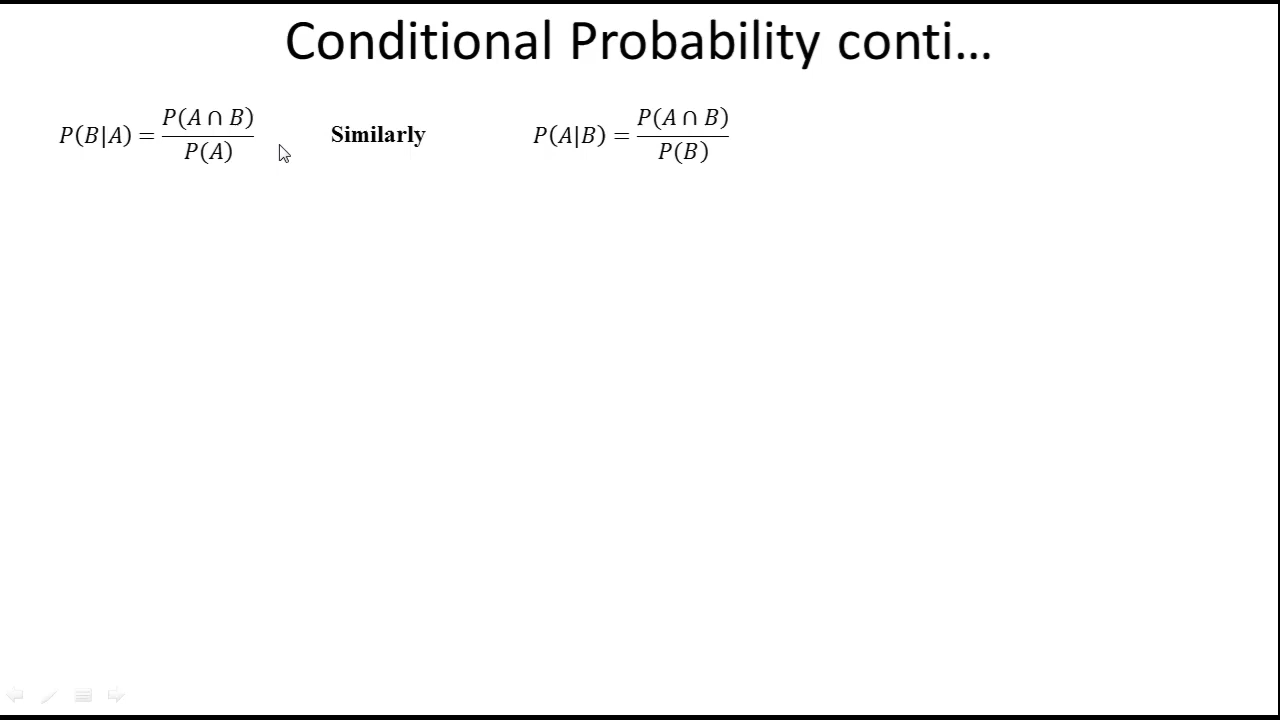 Conditional Probability conti...
P(B|A) = P(A ∩ B) / P(A) Similarly P(A|B) = P(A ∩ B) / P(B)